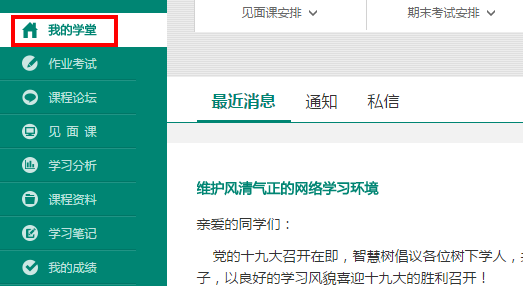 我的学堂
作业考试
课程论坛
见 面 课
学习分析
课程资料
学习笔记
我的成绩
见面课安排
期末考试安排
最近消息 通知 私信
维护风清气正的网络学习环境
亲爱的同学们：
党的十九大召开在即，智慧树倡议各位树下学人，
子，以良好的学习风貌喜迎十九大的胜利召开！